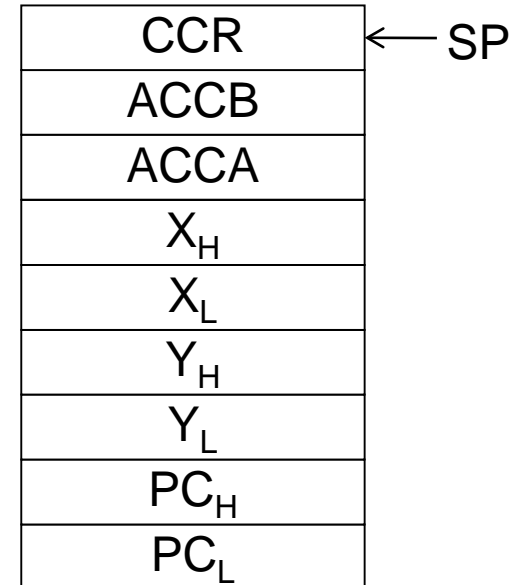 CCR
SP
ACCB
ACCA
X_H
X_L
Y_H
Y_L
PC_H
PC_L